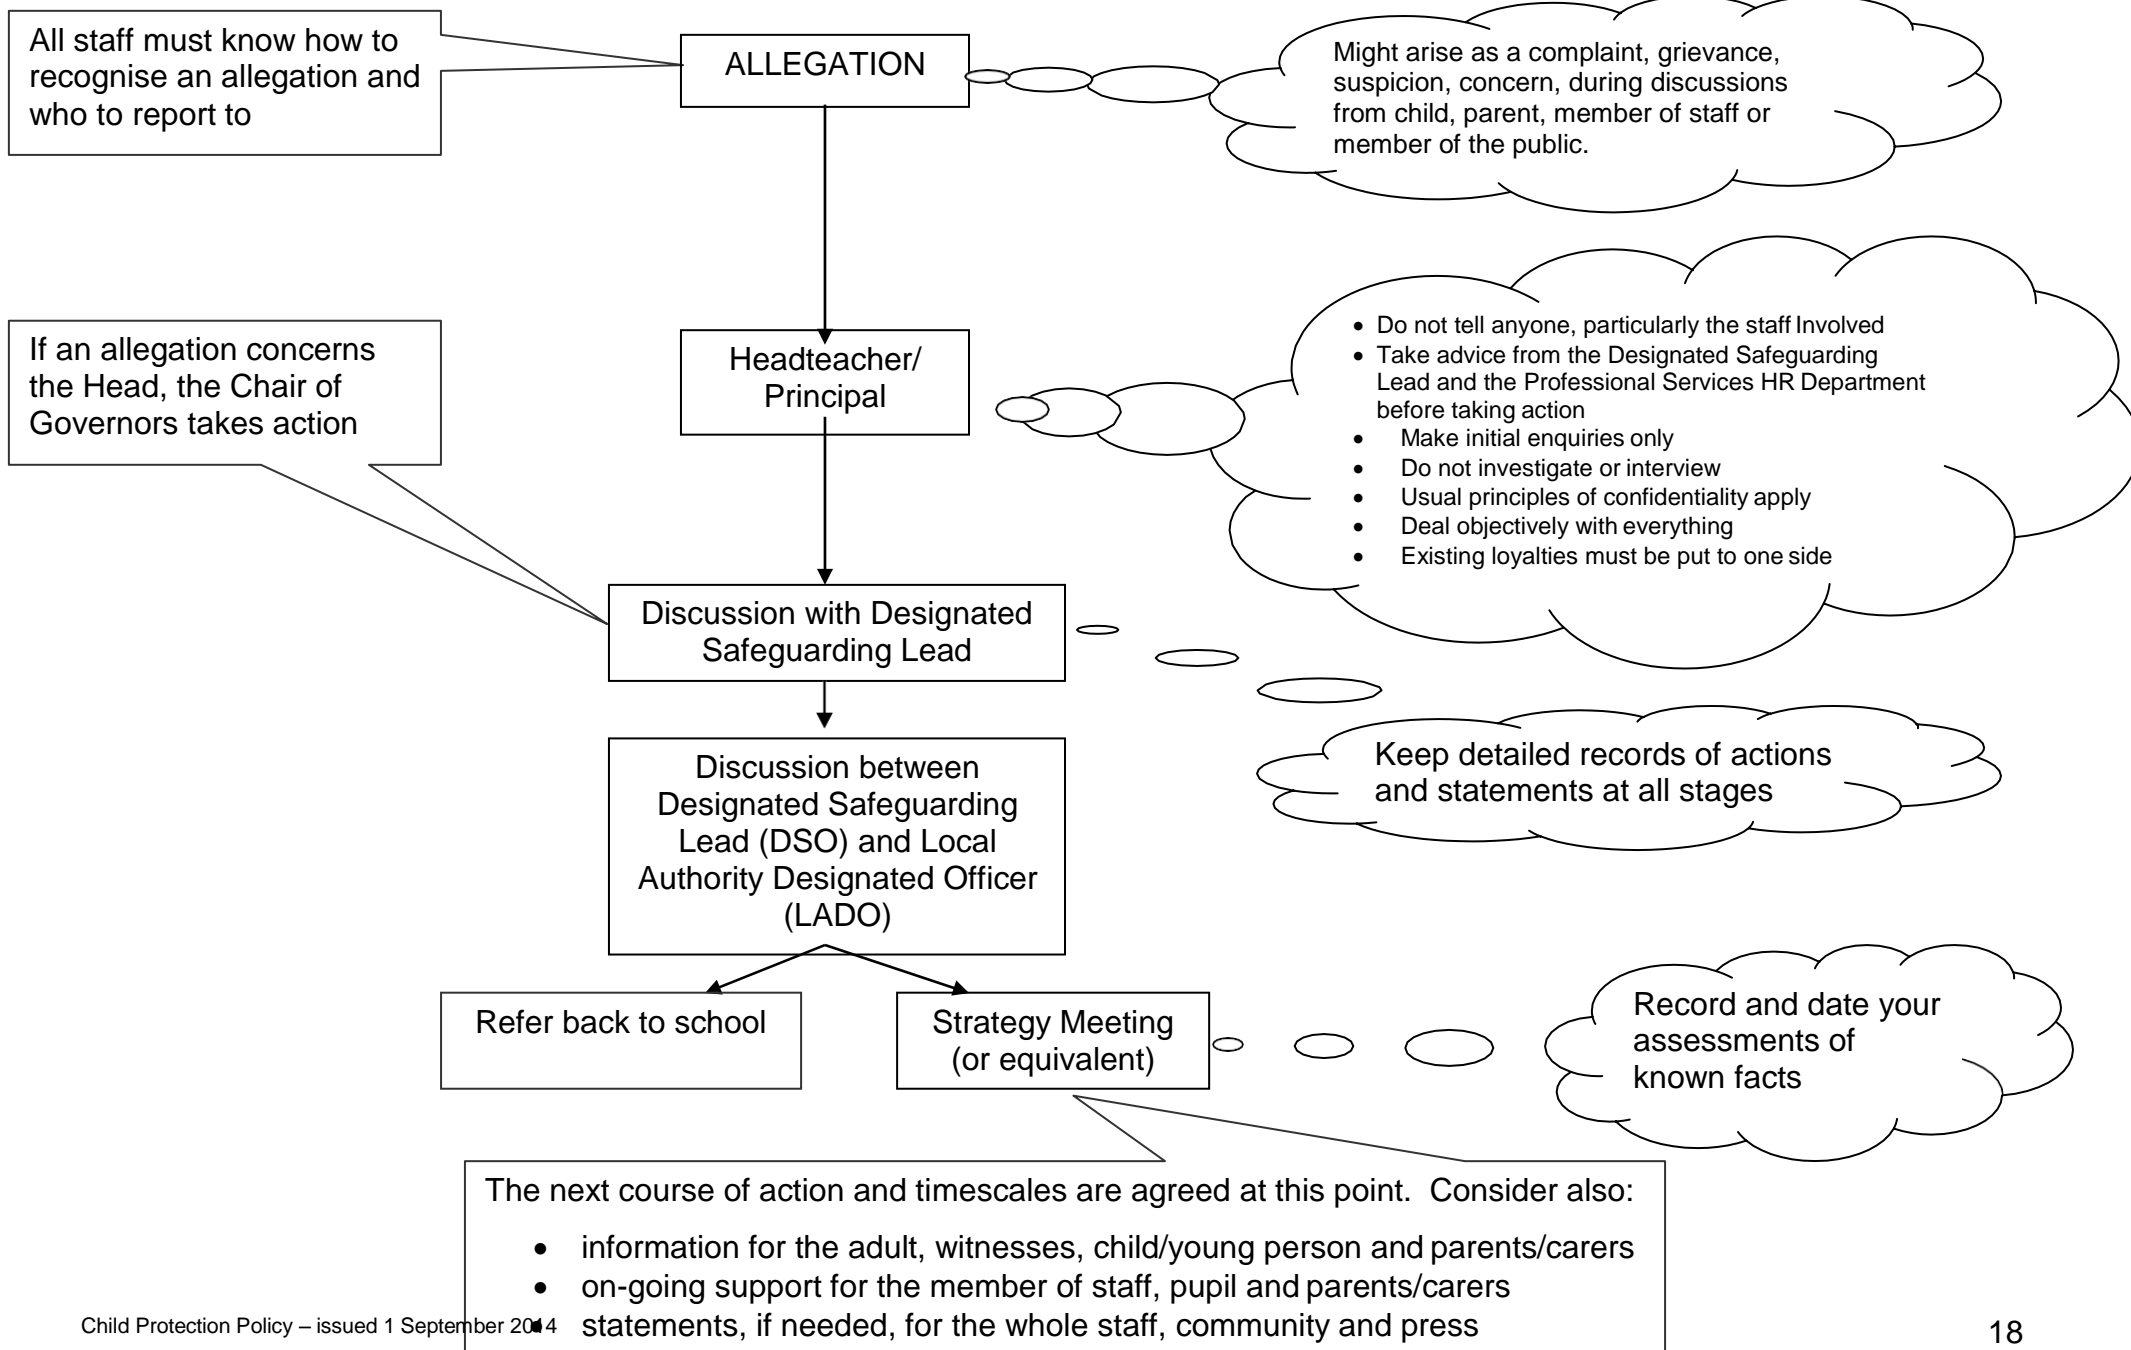 All staff must know how to
recognise an allegation and
who to report to
ALLEGATION
Might arise as a complaint, grievance,
suspicion, concern, during discussions
from child, parent, member of staff or
member of the public.
If an allegation concerns
the Head, the Chair of
Governors takes action
Headteacher/
Principal
• Do not tell anyone, particularly the staff Involved
• Take advice from the Designated Safeguarding
Lead and the Professional Services HR Department
before taking action
• Make initial enquiries only
• Do not investigate or interview
• Usual principles of confidentiality apply
• Deal objectively with everything
• Existing loyalties must be put to one side
Discussion with Designated
Safeguarding Lead
Keep detailed records of actions
and statements at all stages
Discussion between
Designated Safeguarding
Lead (DSO) and Local
Authority Designated Officer
(LADO)
Refer back to school
Strategy Meeting
(or equivalent)
Record and date your
assessments of
known facts
The next course of action and timescales are agreed at this point.  Consider also:
• information for the adult, witnesses, child/young person and parents/carers
• on-going support for the member of staff, pupil and parents/carers
• statements, if needed, for the whole staff, community and press
Child Protection Policy – issued 1 September 2014
18